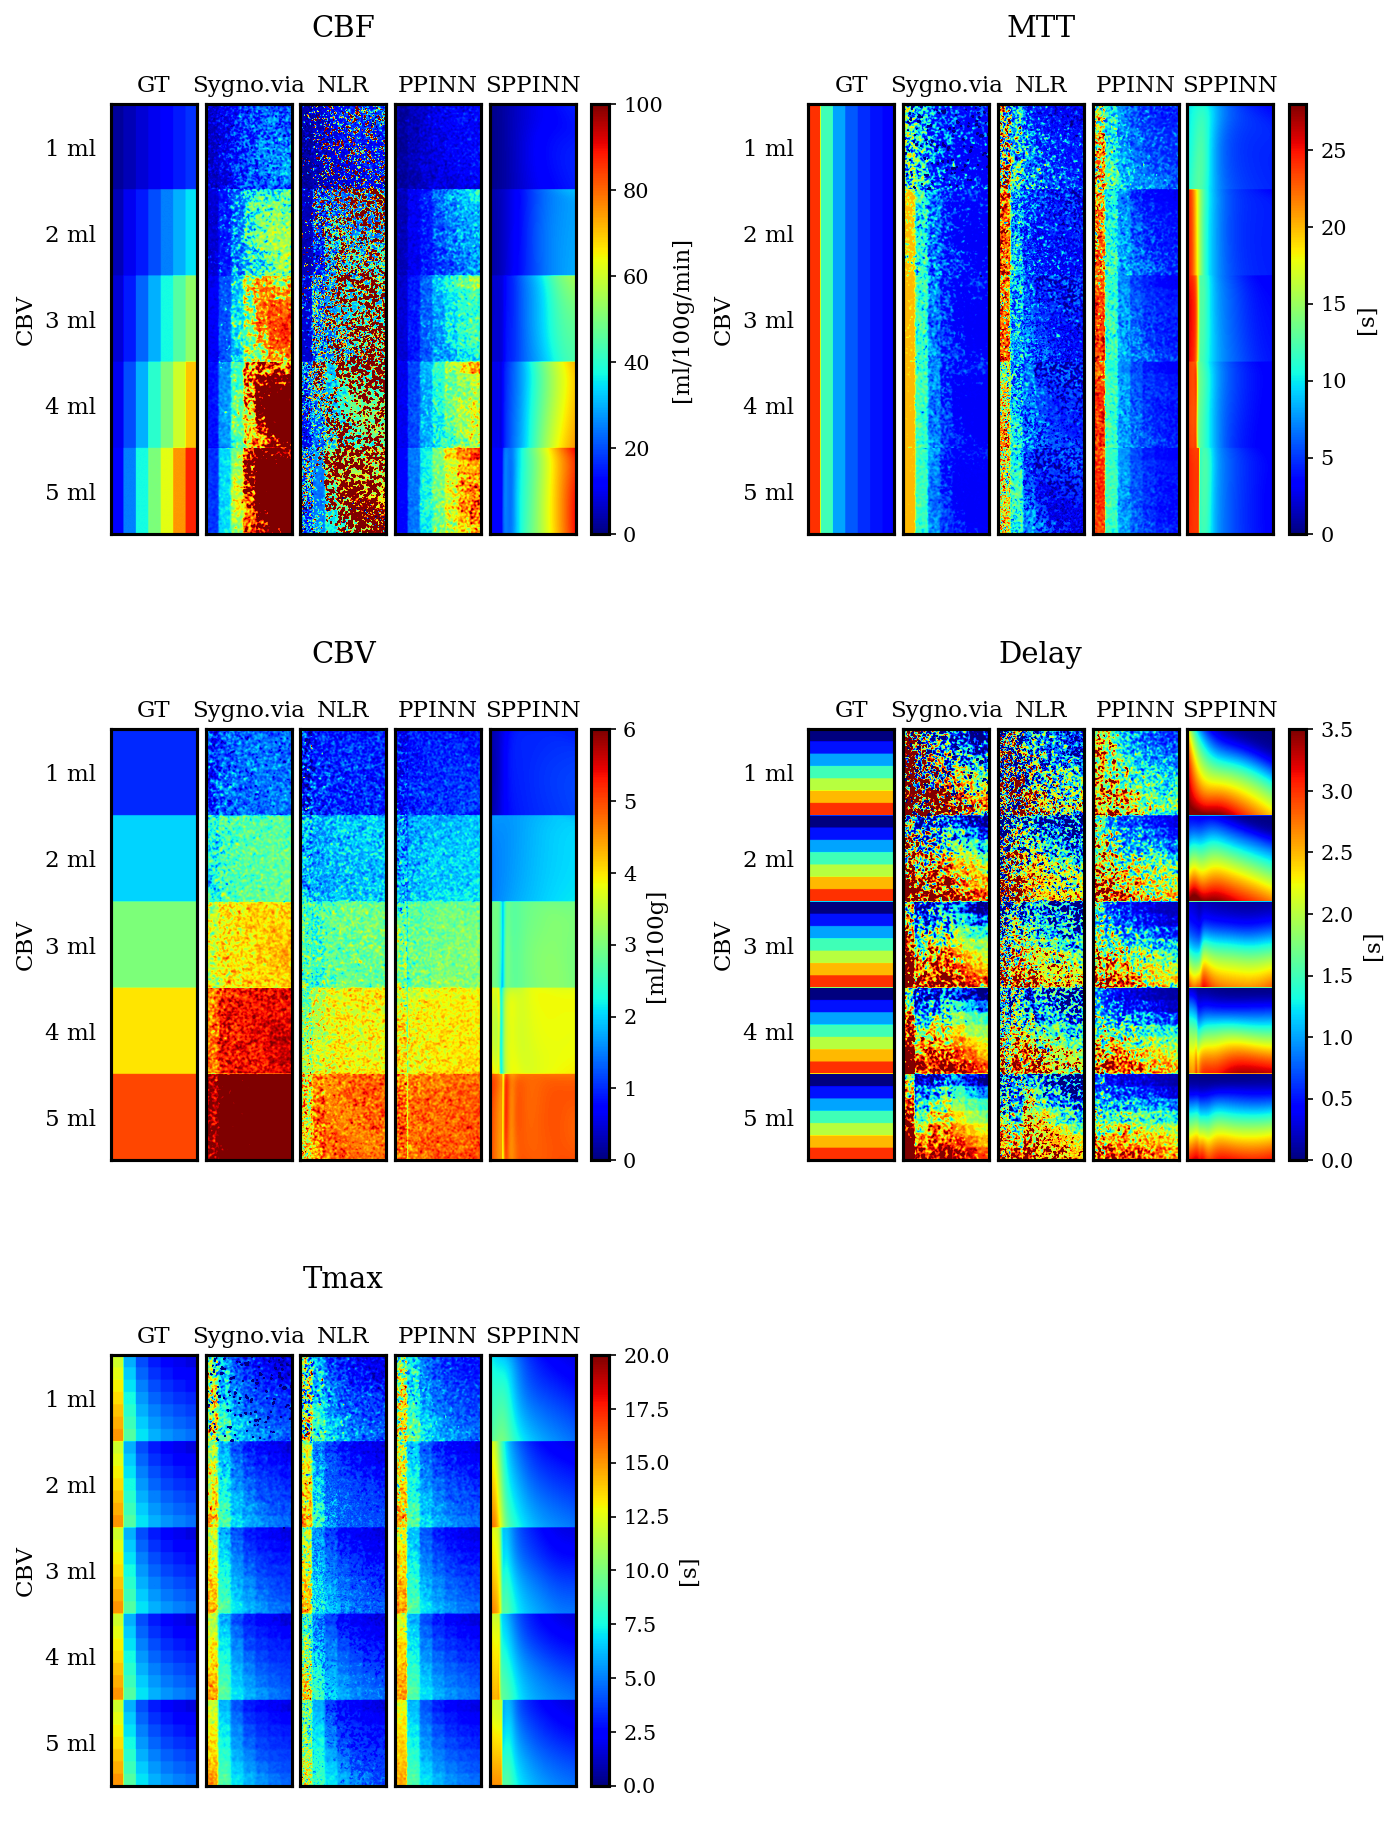 CBF
GT Sygno.via NLR PPINN SPPINN
CBV
1 ml
2 ml
3 ml
4 ml
5 ml
100
80
60
40
20
0
[ml/100g/min]
MTT
GT Sygno.via NLR PPINN SPPINN
CBV
1 ml
2 ml
3 ml
4 ml
5 ml
25
20
15
10
5
0
[s]
CBV
GT Sygno.via NLR PPINN SPPINN
CBV
1 ml
2 ml
3 ml
4 ml
5 ml
6
5
4
3
2
1
0
[ml/100g]
Delay
GT Sygno.via NLR PPINN SPPINN
CBV
1 ml
2 ml
3 ml
4 ml
5 ml
3.5
3.0
2.5
2.0
1.5
1.0
0.5
0.0
[s]
Tmax
GT Sygno.via NLR PPINN SPPINN
CBV
1 ml
2 ml
3 ml
4 ml
5 ml
20.0
17.5
15.0
12.5
10.0
7.5
5.0
2.5
0.0
[s]